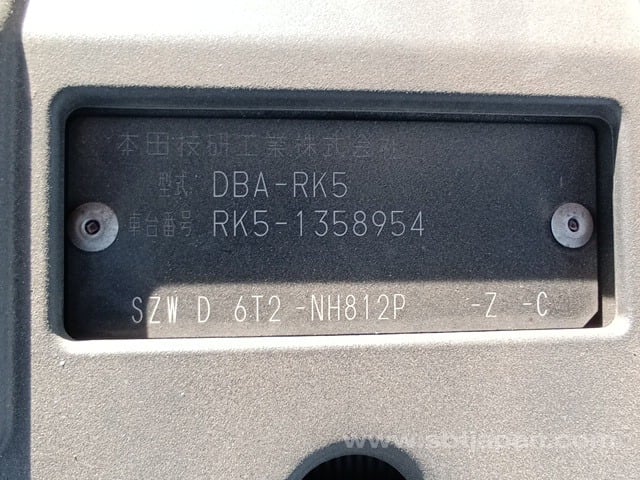 本田技研工業株式会社
型式 DBA-RK5
車台番号 RK5-1358954
SZW D 6T2 -NH812P -Z -C
www.sbtjapan.com